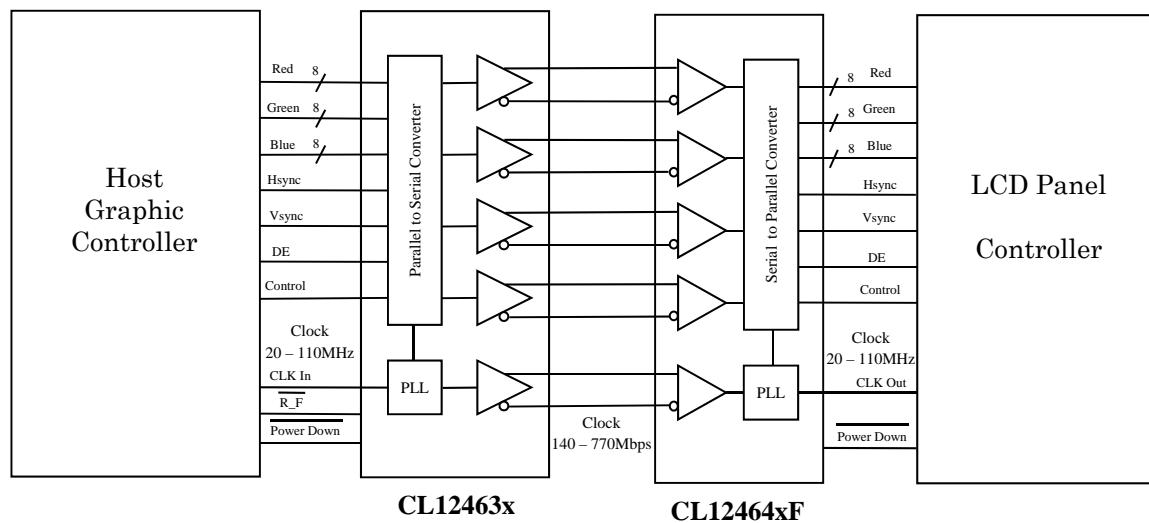 Host
Graphic
Controller
Red 8
Green 8
Blue 8
Hsync
Vsync
DE
Control
Clock
20 – 110MHz
CLK In
R_F
Power Down
Parallel to Serial Converter
PLL
CL12463x
Clock
140 – 770Mbps
Serial to Parallel Converter
PLL
CL12464xF
8 Red
8 Green
8 Blue
Hsync
Vsync
DE
Control
Clock
20 – 110MHz
CLK Out
Power Down
LCD Panel
Controller